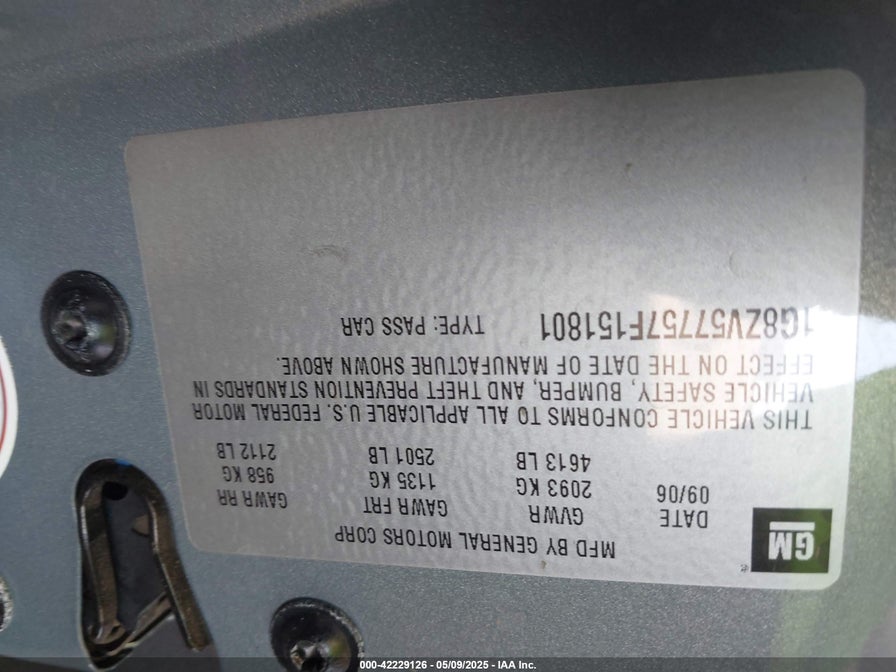 GM
®
MFD BY GENERAL MOTORS CORP
DATE GVWR GAWR FRT GAWR RR
09/06 2093 KG 1135 KG 958 KG
4613 LB 2501 LB 2112 LB
THIS VEHICLE CONFORMS TO ALL APPLICABLE U.S. FEDERAL MOTOR
VEHICLE SAFETY, BUMPER, AND THEFT PREVENTION STANDARDS IN
EFFECT ON THE DATE OF MANUFACTURE SHOWN ABOVE.
1G8ZV57757F151801 TYPE: PASS CAR
000-42229126 - 05/09/2025 - IAA Inc.